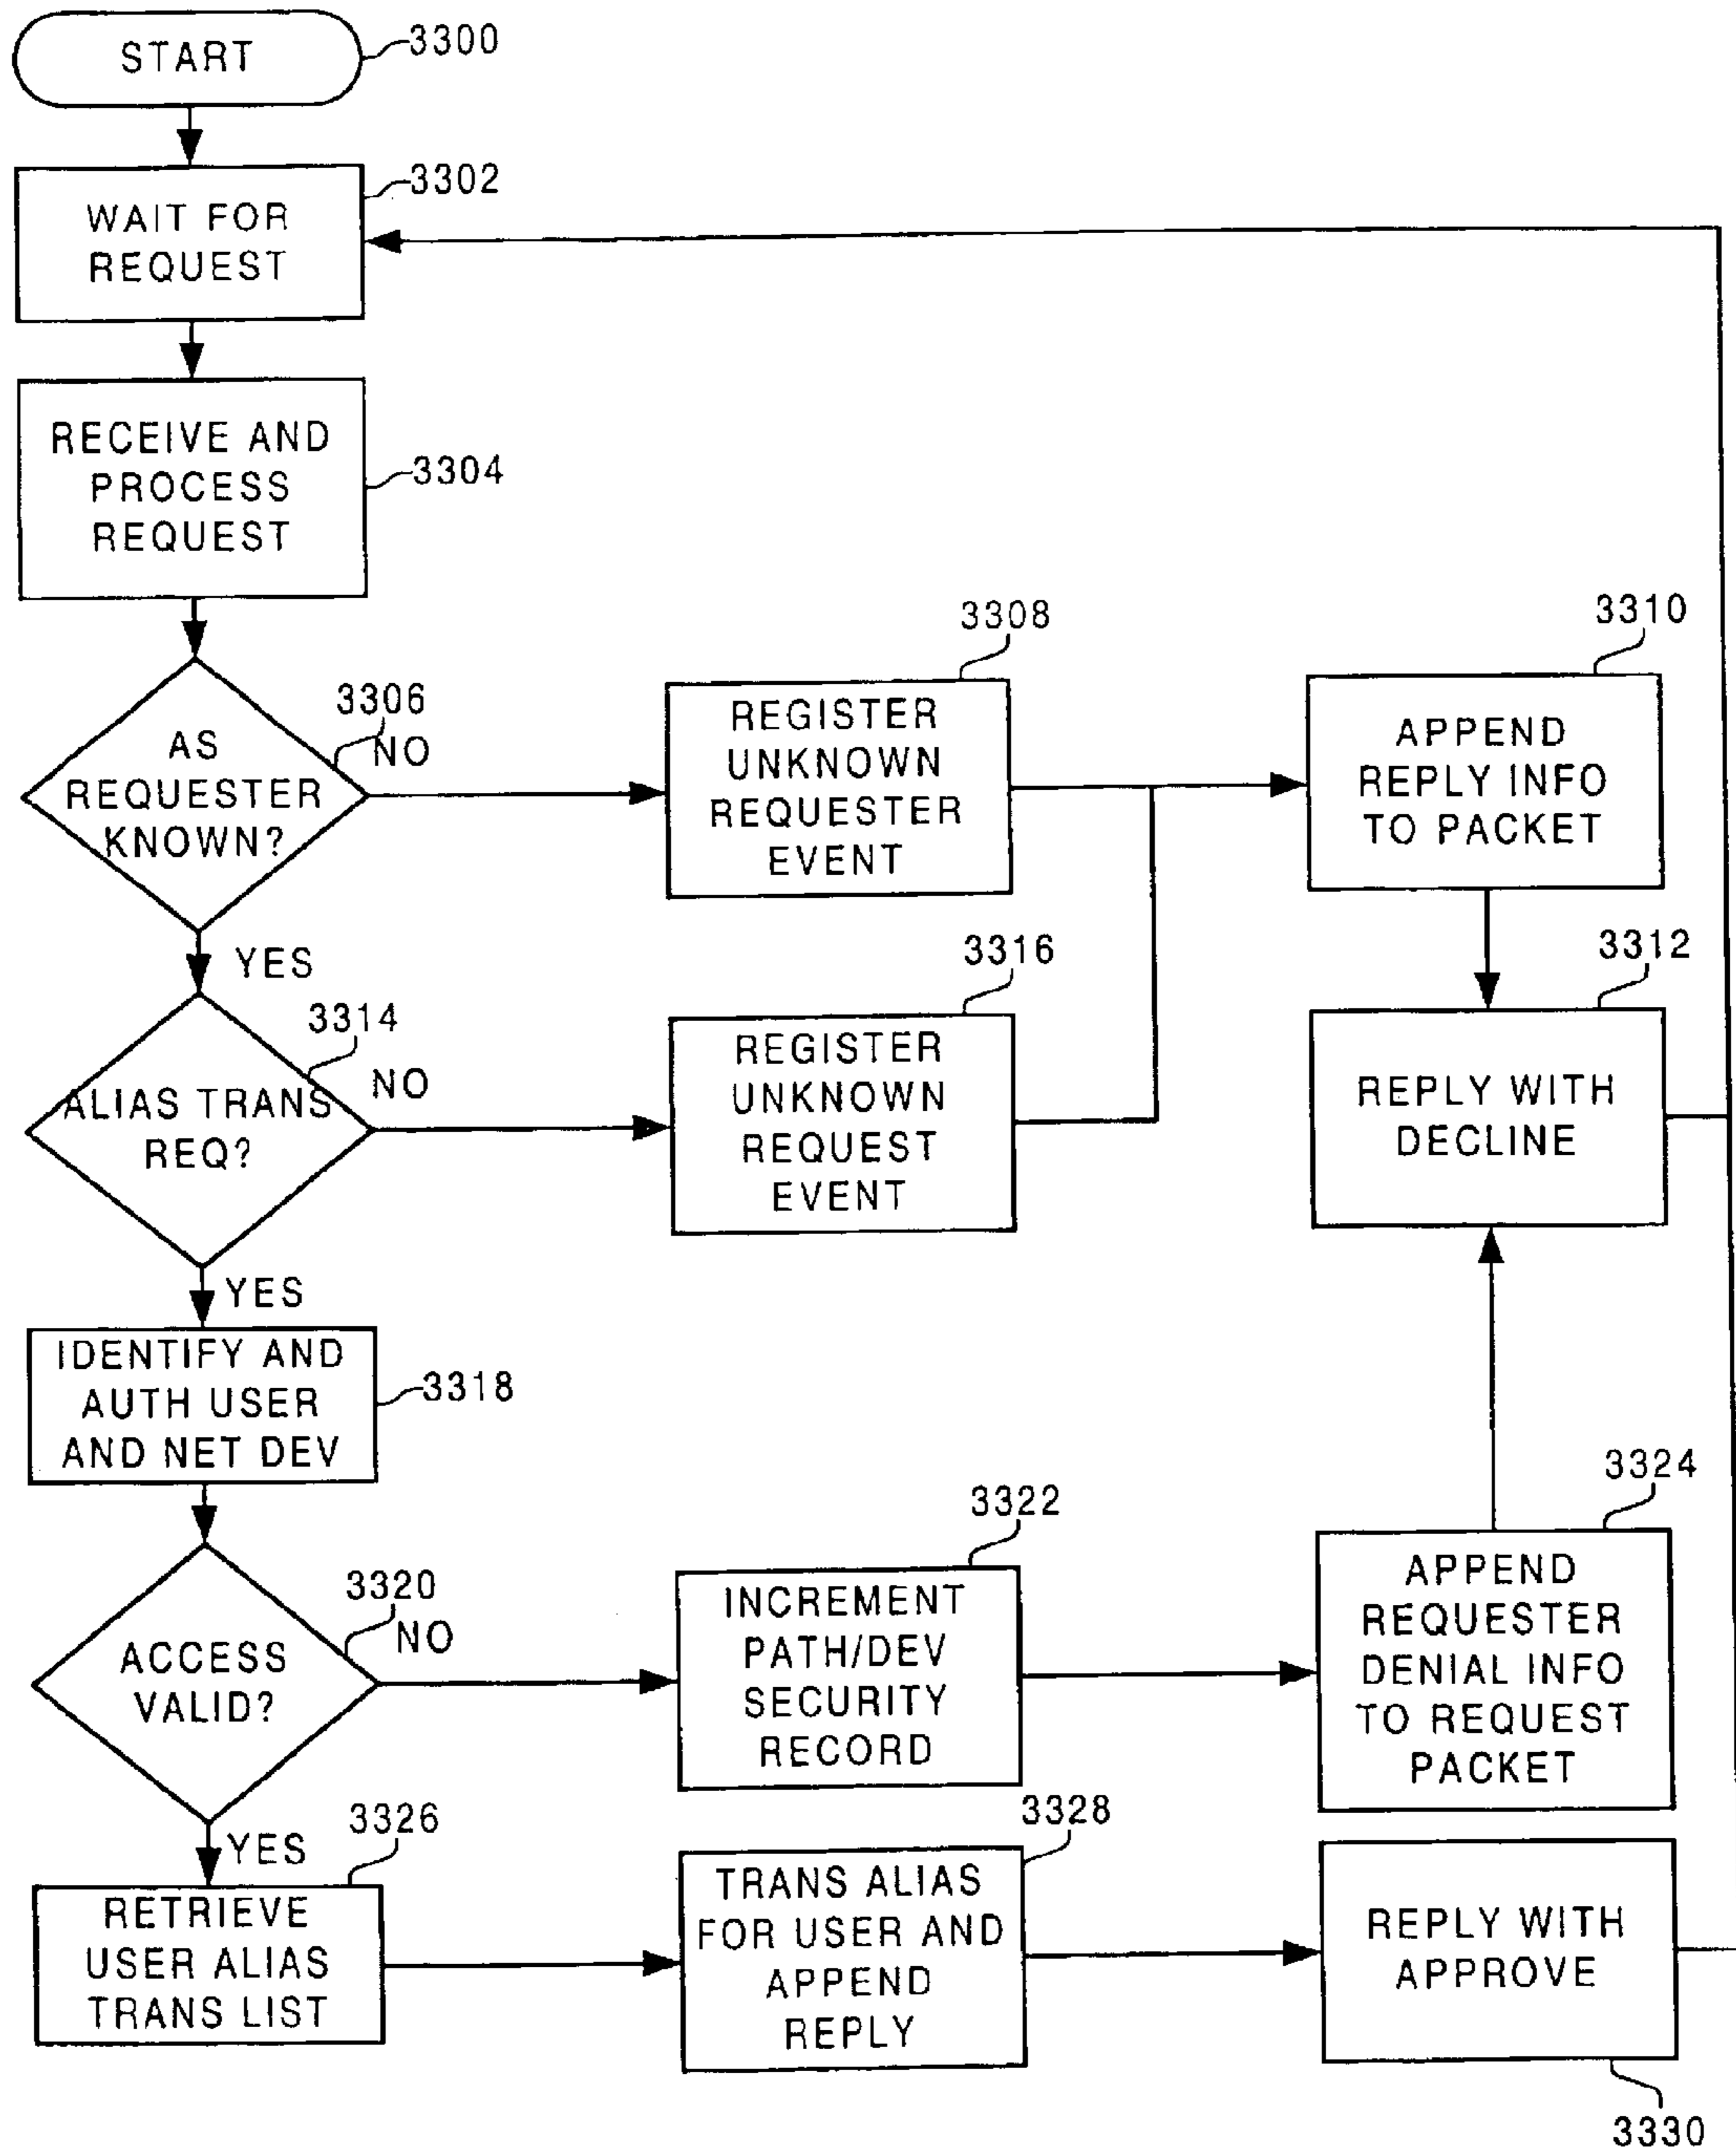 START
3300
WAIT FOR
REQUEST
3302
RECEIVE AND
PROCESS
REQUEST
3304
AS
REQUESTER
KNOWN?
3306
NO
YES
REGISTER
UNKNOWN
REQUESTER
EVENT
3308
APPEND
REPLY INFO
TO PACKET
3310
REPLY WITH
DECLINE
3312
ALIAS TRANS
REQ?
3314
NO
YES
REGISTER
UNKNOWN
REQUEST
EVENT
3316
IDENTIFY AND
AUTH USER
AND NET DEV
3318
ACCESS
VALID?
3320
NO
YES
INCREMENT
PATH/DEV
SECURITY
RECORD
3322
APPEND
REQUESTER
DENIAL INFO
TO REQUEST
PACKET
3324
RETRIEVE
USER ALIAS
TRANS LIST
3326
TRANS ALIAS
FOR USER AND
APPEND
REPLY
3328
REPLY WITH
APPROVE
3330